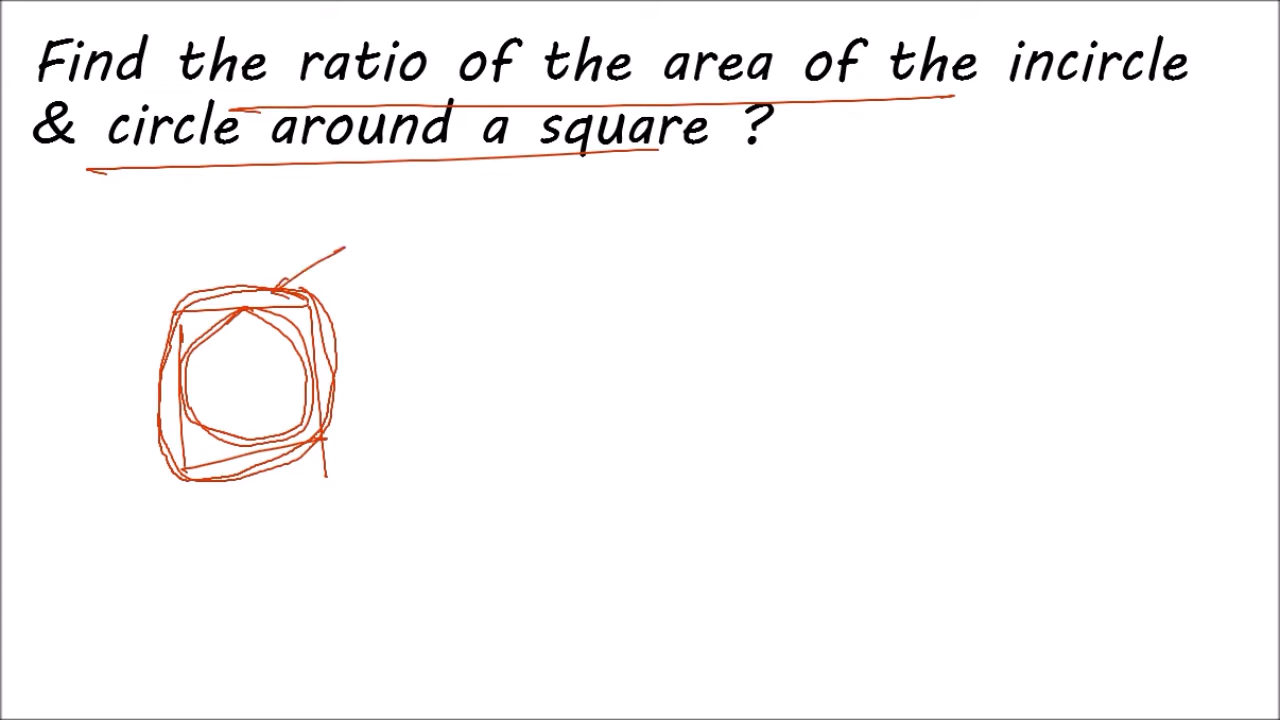 Find the ratio of the area of the incircle
& circle around a square ?